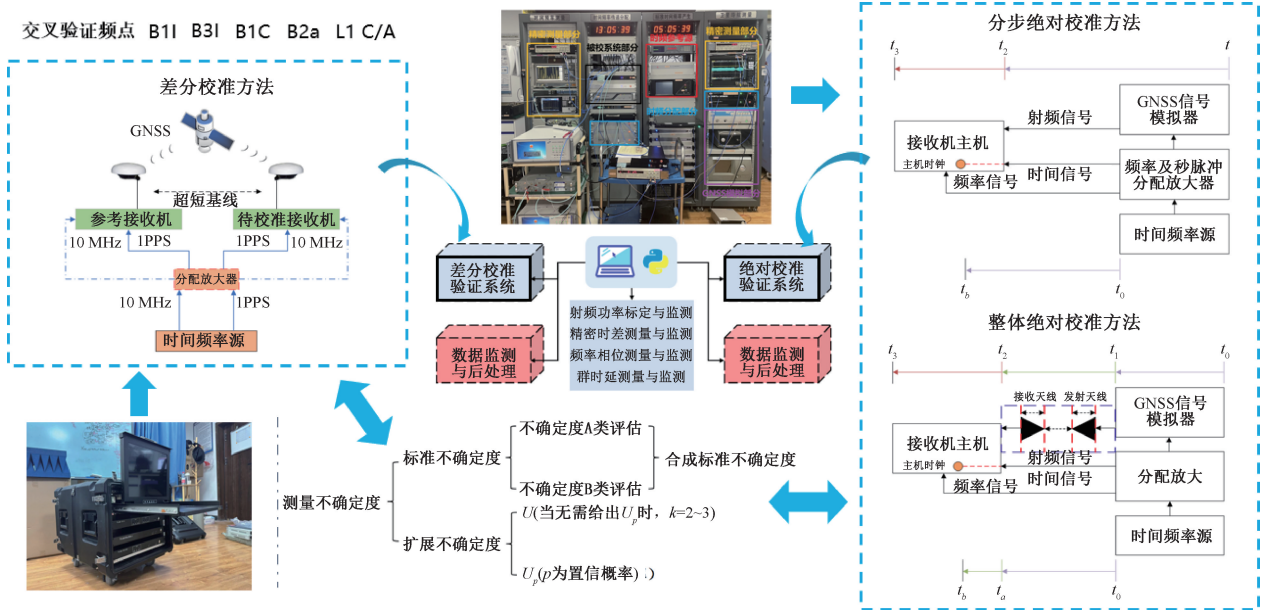 交叉验证频点 B1I B3I B1C B2a L1 C/A
差分校准方法
GNSS
超短基线
参考接收机
待校准接收机
10 MHz
1PPS
1PPS
10 MHz
分配放大器
10 MHz
1PPS
时间频率源
精密测量部分
被校系统部分
精密测量部分
13:05:39
05:05:39
差分校准
验证系统
绝对校准
验证系统
数据监测
与后处理
射频功率标定与监测
精密时差测量与监测
频率相位测量与监测
群时延测量与监测
数据监测
与后处理
测量不确定度
标准不确定度
不确定度A类评估
不确定度B类评估
合成标准不确定度
扩展不确定度
U(当无需给出Up时，k=2~3)
Up(p为置信概率)
分步绝对校准方法
t3
t2
t
GNSS信号
模拟器
射频信号
接收机主机
主机时钟
时间信号
频率信号
频率及秒脉冲
分配放大器
时间频率源
tb
t0
整体绝对校准方法
t3
t2
t1
t0
接收天线
发射天线
GNSS信号
模拟器
接收机主机
主机时钟
射频信号
时间信号
频率信号
分配放大
时间频率源
tb
ta
t0